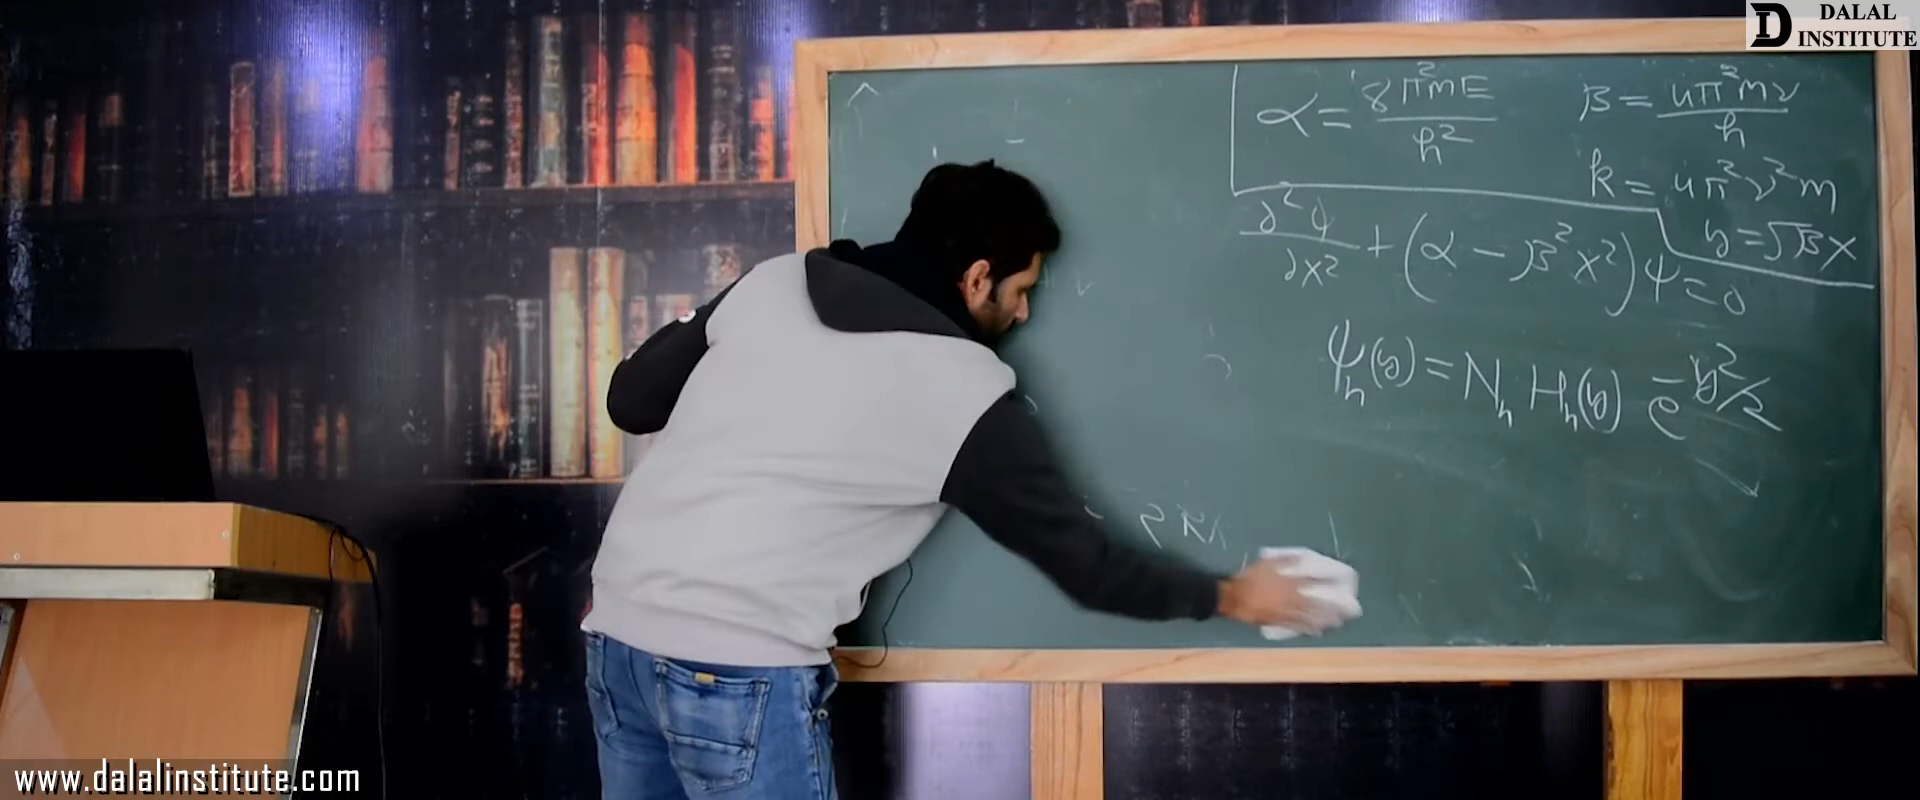 DALAL
INSTITUTE
α = 8π²mE / h²
β = 4π²mν / h
k = 4π²ν²m
y = √β x
∂²ψ/∂x² + (α − β²x²)ψ = 0
ψₙ(y) = Nₙ Hₙ(y) e^(−y²/2)
www.dalalinstitute.com